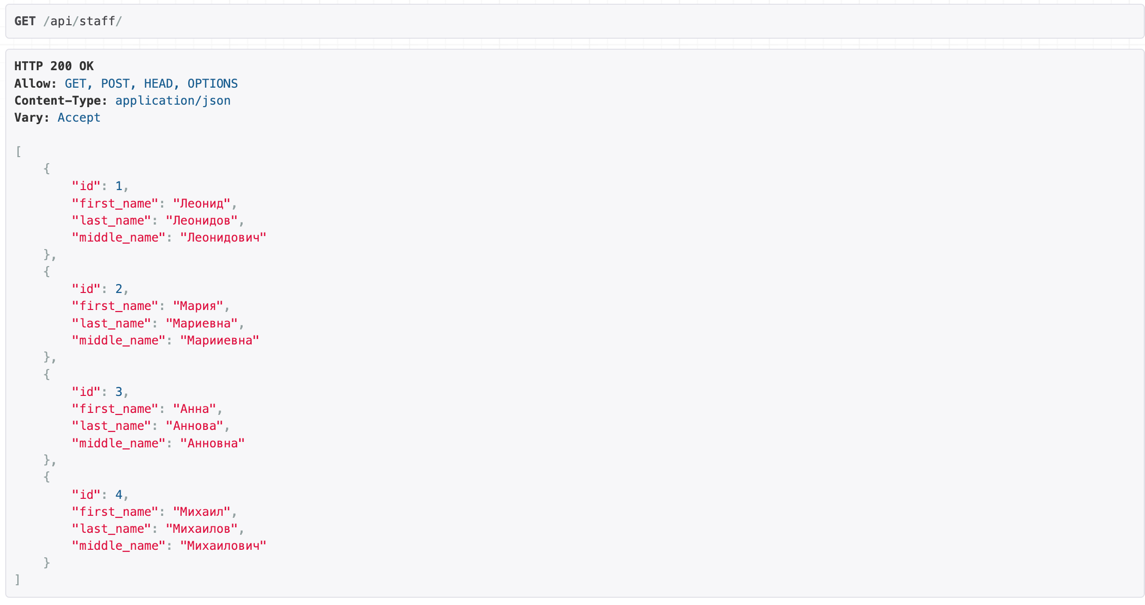 GET /api/staff/
HTTP 200 OK
Allow: GET, POST, HEAD, OPTIONS
Content-Type: application/json
Vary: Accept
[
{
"id": 1,
"first_name": "Леонид",
"last_name": "Леонидов",
"middle_name": "Леонидович"
},
{
"id": 2,
"first_name": "Мария",
"last_name": "Мариевна",
"middle_name": "Марииевна"
},
{
"id": 3,
"first_name": "Анна",
"last_name": "Аннова",
"middle_name": "Анновна"
},
{
"id": 4,
"first_name": "Михаил",
"last_name": "Михаилов",
"middle_name": "Михаилович"
}
]